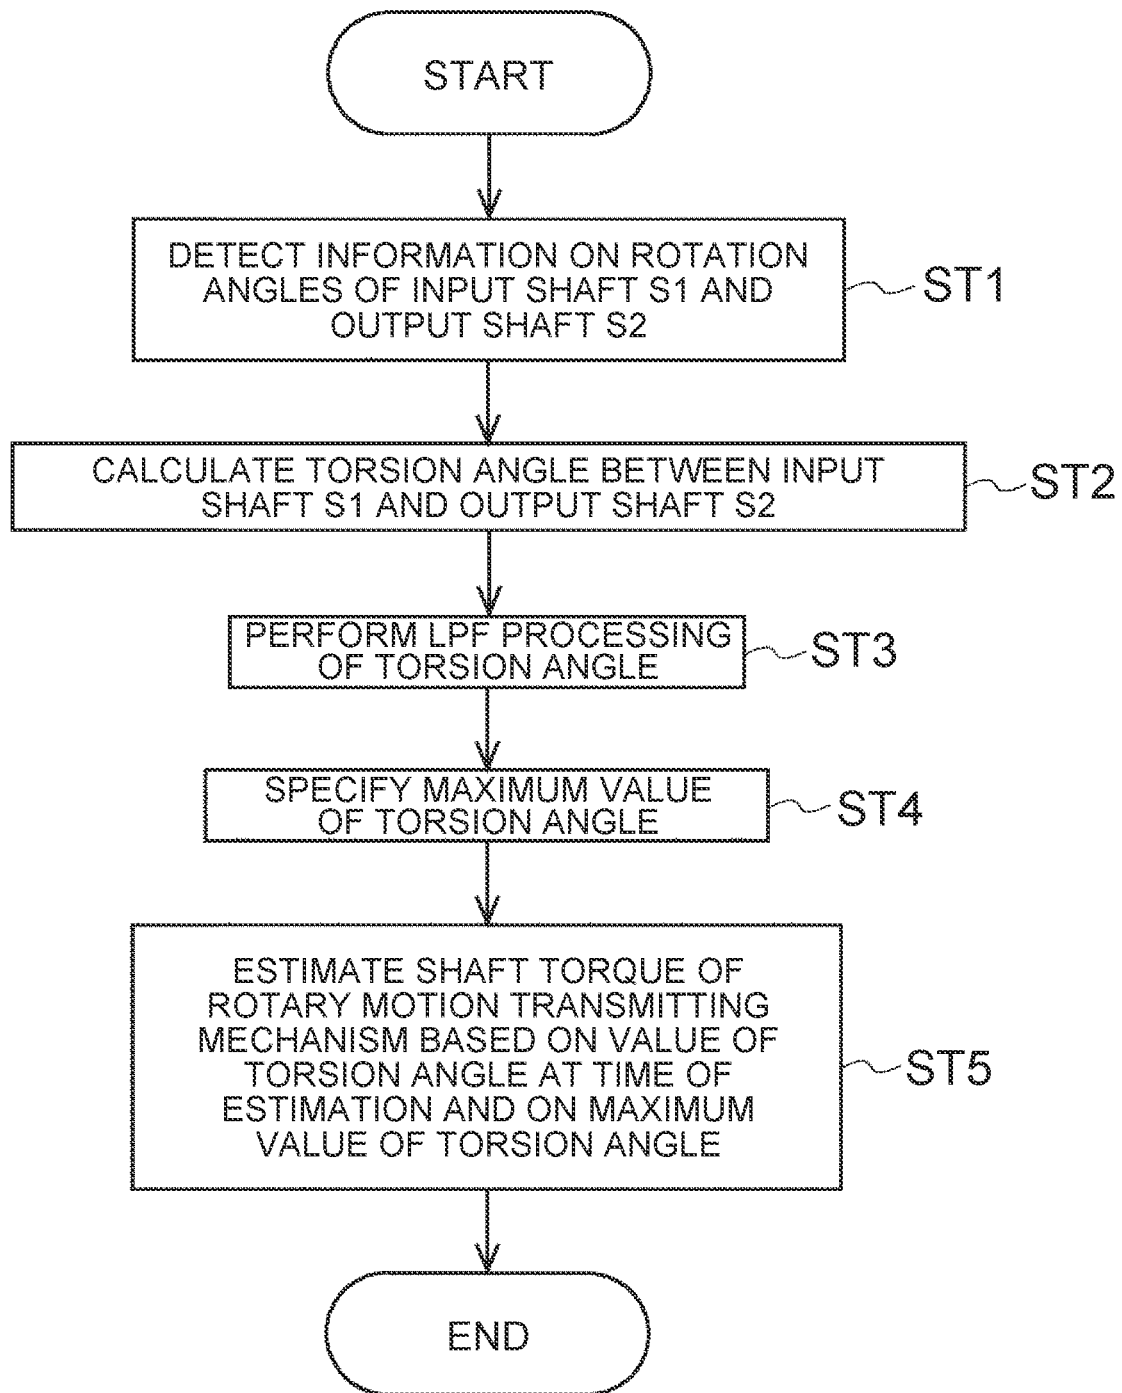 START
DETECT INFORMATION ON ROTATION
ANGLES OF INPUT SHAFT S1 AND
OUTPUT SHAFT S2
ST1
CALCULATE TORSION ANGLE BETWEEN INPUT
SHAFT S1 AND OUTPUT SHAFT S2
ST2
PERFORM LPF PROCESSING
OF TORSION ANGLE
ST3
SPECIFY MAXIMUM VALUE
OF TORSION ANGLE
ST4
ESTIMATE SHAFT TORQUE OF
ROTARY MOTION TRANSMITTING
MECHANISM BASED ON VALUE OF
TORSION ANGLE AT TIME OF
ESTIMATION AND ON MAXIMUM
VALUE OF TORSION ANGLE
ST5
END